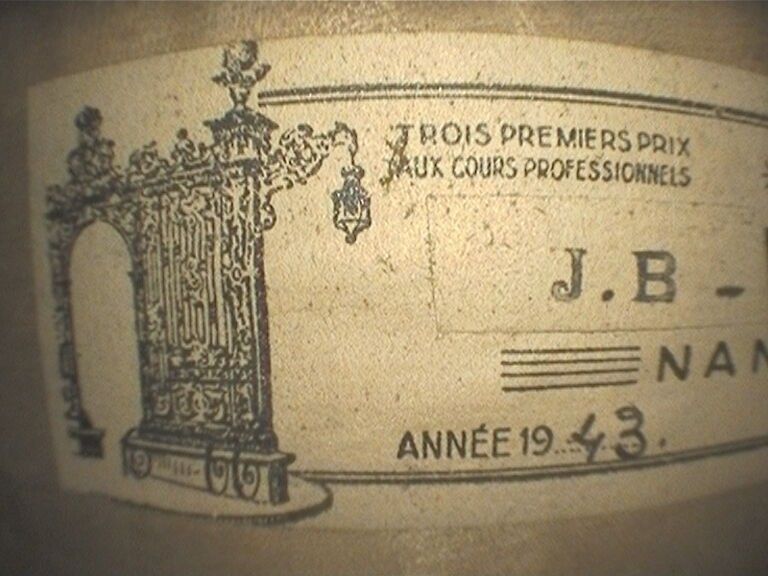 TROIS PREMIERS PRIX
AUX COURS PROFESSIONNELS
J.B -
NAN
ANNÉE 1943.